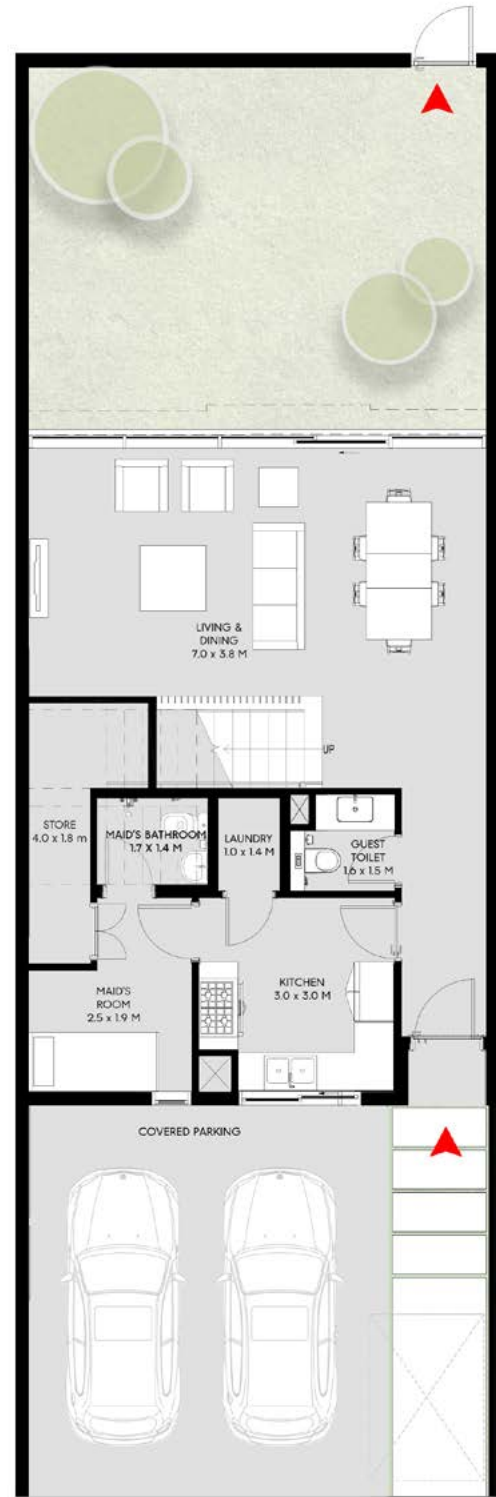 LIVING &
DINING
7.0 x 3.8 M
UP
STORE
4.0 x 1.8 m
MAID'S BATHROOM
1.7 X 1.4 M
LAUNDRY
1.0 x 1.4 M
GUEST
TOILET
1.6 x 1.5 M
MAID'S
ROOM
2.5 x 1.9 M
KITCHEN
3.0 x 3.0 M
COVERED PARKING